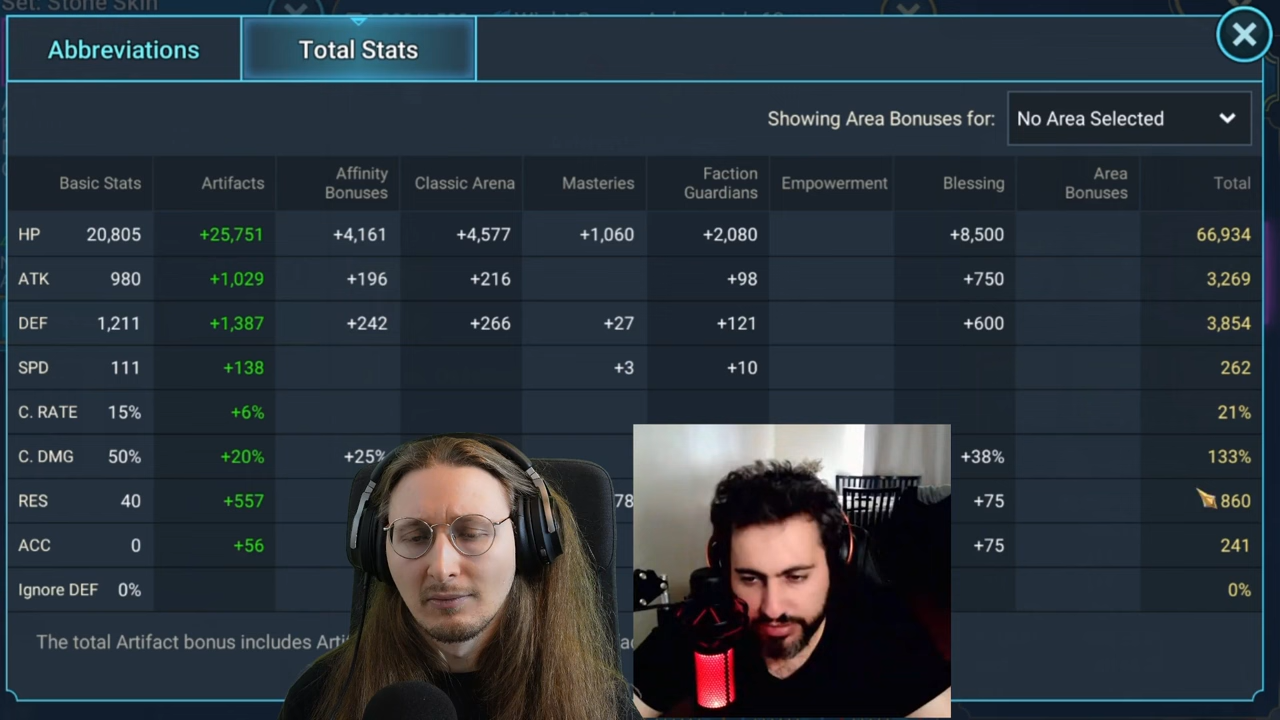 Set: Stone Skin
Abbreviations
Total Stats
Showing Area Bonuses for:
No Area Selected
Basic Stats Artifacts Affinity Bonuses Classic Arena Masteries Faction Guardians Empowerment Blessing Area Bonuses Total
HP 20,805 +25,751 +4,161 +4,577 +1,060 +2,080 +8,500 66,934
ATK 980 +1,029 +196 +216 +98 +750 3,269
DEF 1,211 +1,387 +242 +266 +27 +121 +600 3,854
SPD 111 +138 +3 +10 262
C. RATE 15% +6% 21%
C. DMG 50% +20% +25% +38% 133%
RES 40 +557 78 +75 860
ACC 0 +56 +75 241
Ignore DEF 0% 0%
The total Artifact bonus includes